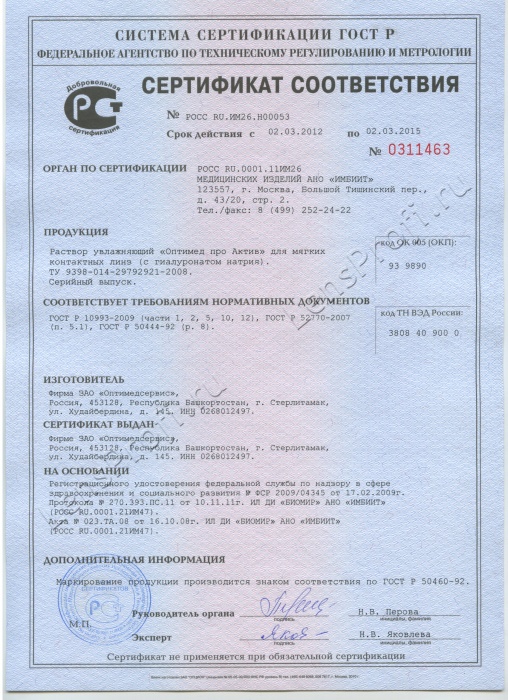 СИСТЕМА СЕРТИФИКАЦИИ ГОСТ Р
ФЕДЕРАЛЬНОЕ АГЕНТСТВО ПО ТЕХНИЧЕСКОМУ РЕГУЛИРОВАНИЮ И МЕТРОЛОГИИ
Добровольная
сертификация
СЕРТИФИКАТ СООТВЕТСТВИЯ
№ РОСС RU.ИМ26.Н00053
Срок действия с 02.03.2012 по 02.03.2015
№ 0311463
ОРГАН ПО СЕРТИФИКАЦИИ РОСС RU.0001.11ИМ26
МЕДИЦИНСКИХ ИЗДЕЛИЙ АНО «ИМБИИТ»
123557, г. Москва, Большой Тишинский пер.,
д. 43/20, стр. 2.
Тел./факс: 8 (499) 252-24-22
ПРОДУКЦИЯ
Раствор увлажняющий «Оптимед про Актив» для мягких
контактных линз (с гиалуронатом натрия).
ТУ 9398-014-29792921-2008.
Серийный выпуск.
код ОК 005 (ОКП):
93 9890
СООТВЕТСТВУЕТ ТРЕБОВАНИЯМ НОРМАТИВНЫХ ДОКУМЕНТОВ
ГОСТ Р 10993-2009 (части 1, 2, 5, 10, 12), ГОСТ Р 52770-2007
(п. 5.1), ГОСТ Р 50444-92 (р. 8).
код ТН ВЭД России:
3808 40 900 0
ИЗГОТОВИТЕЛЬ
Фирма ЗАО «Оптимедсервис»,
Россия, 453128, Республика Башкортостан, г. Стерлитамак,
ул. Худайбердина, д. 145. ИНН 0268012497.
СЕРТИФИКАТ ВЫДАН
Фирме ЗАО «Оптимедсервис»,
Россия, 453128, Республика Башкортостан, г. Стерлитамак,
ул. Худайбердина, д. 145. ИНН 0268012497.
НА ОСНОВАНИИ
Регистрационного удостоверения федеральной службы по надзору в сфере
здравоохранения и социального развития № ФСР 2009/04345 от 17.02.2009г.
Протокола № 270.393.ПС.11 от 10.11.11г. ИЛ ДИ «БИОМИР» АНО «ИМБИИТ»
(РОСС RU.0001.21ИМ47).
Акта № 023.ТА.08 от 16.10.08г. ИЛ ДИ «БИОМИР» АНО «ИМБИИТ»
(РОСС RU.0001.21ИМ47).
ДОПОЛНИТЕЛЬНАЯ ИНФОРМАЦИЯ
Маркирование продукции производится знаком соответствия по ГОСТ Р 50460-92.
СЕРТИФИКАТОВ
М.П.
Руководитель органа Н.В. Перова
подпись инициалы, фамилия
Эксперт Н.В. Яковлева
подпись инициалы, фамилия
Сертификат не применяется при обязательной сертификации
LensProfi.ru